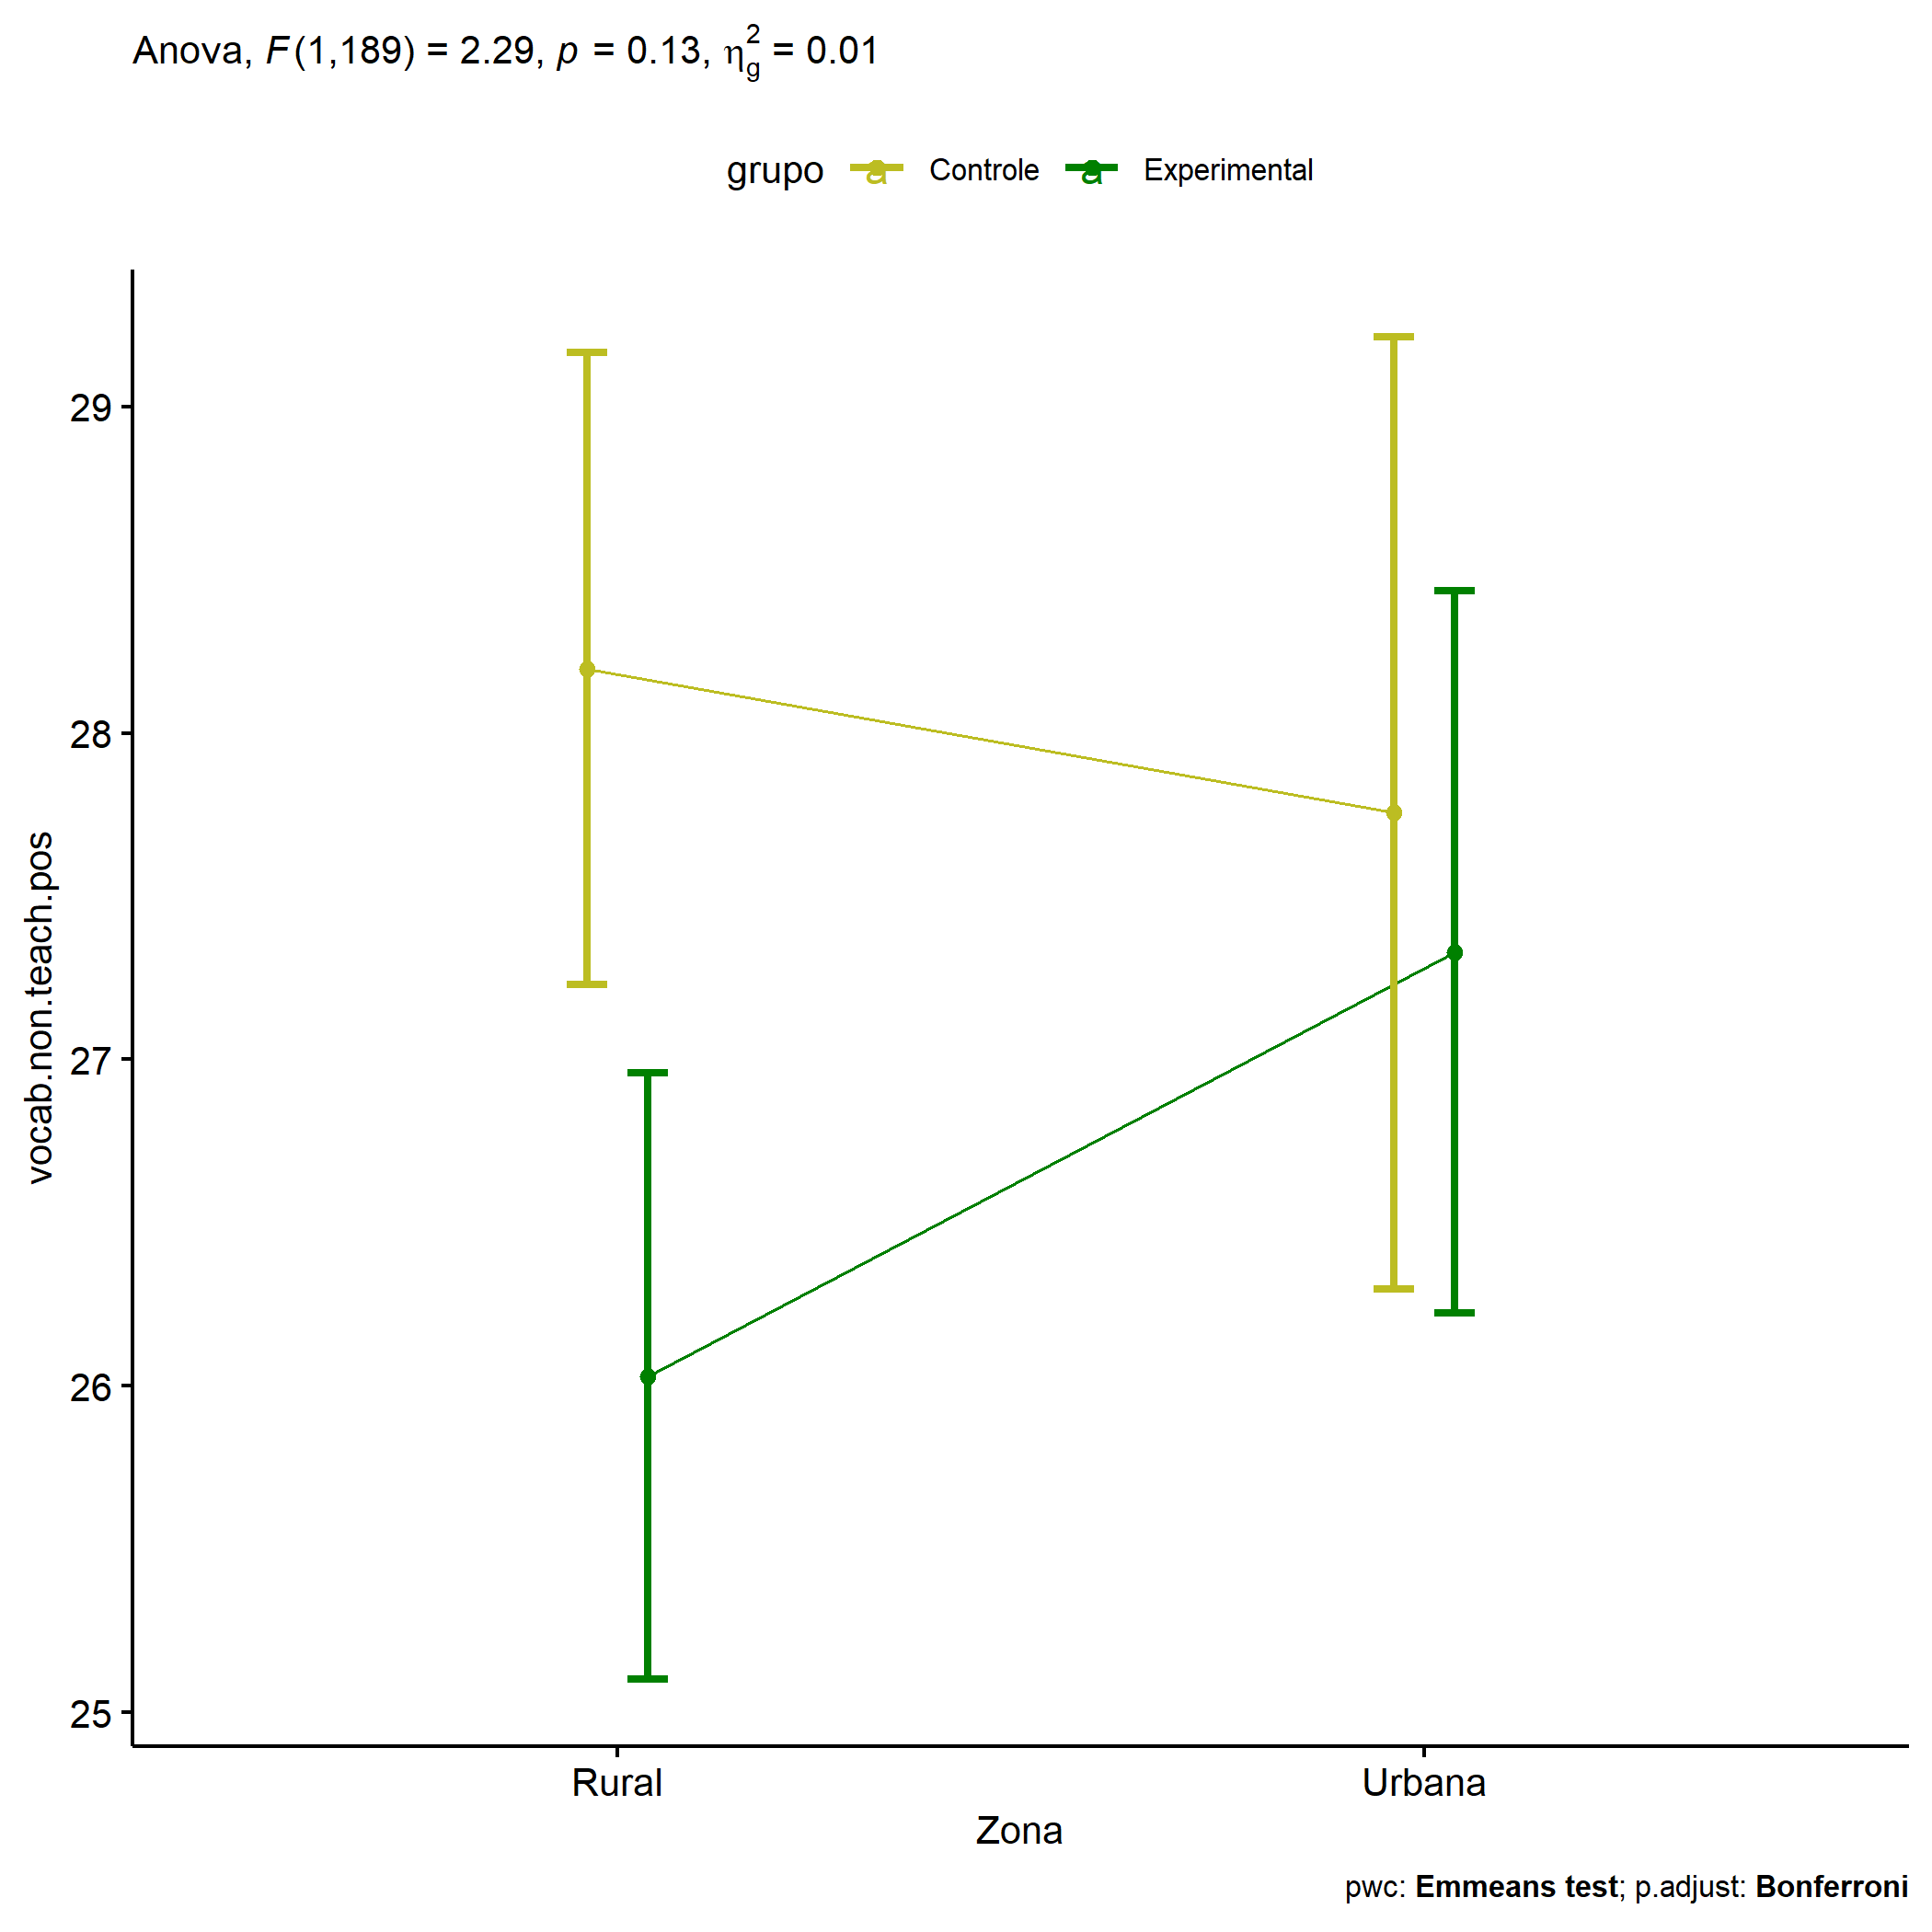 Anova, F(1,189) = 2.29, p = 0.13, η²g = 0.01
grupo a Controle a Experimental
29
28
27
26
25
vocab.non.teach.pos
Rural Urbana
Zona
pwc: Emmeans test; p.adjust: Bonferroni